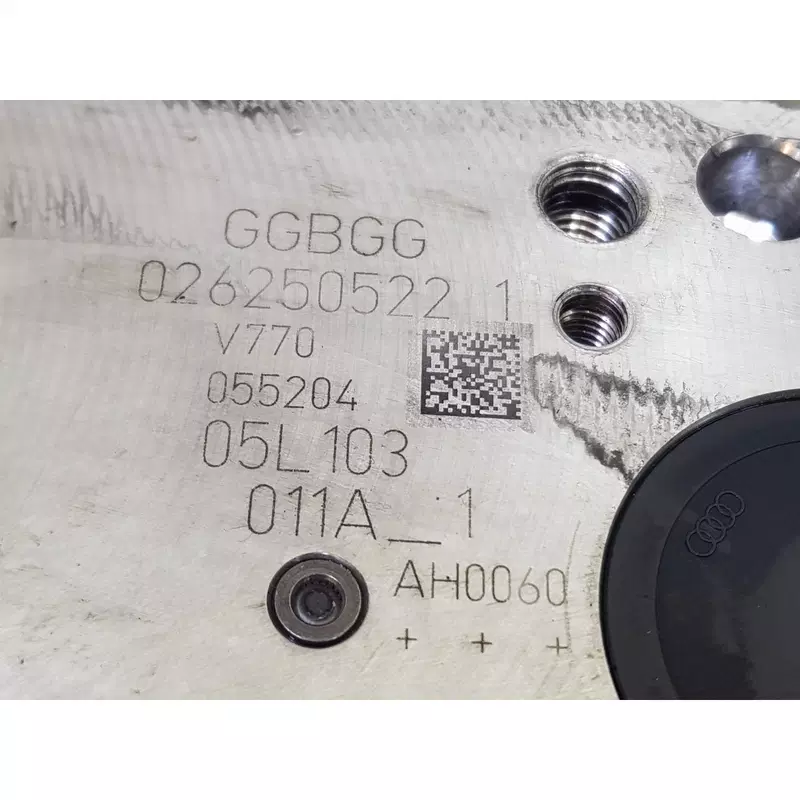 GGBGG
026250522 1
V770
055204
05L103
011A_1
AH0060
+ + +